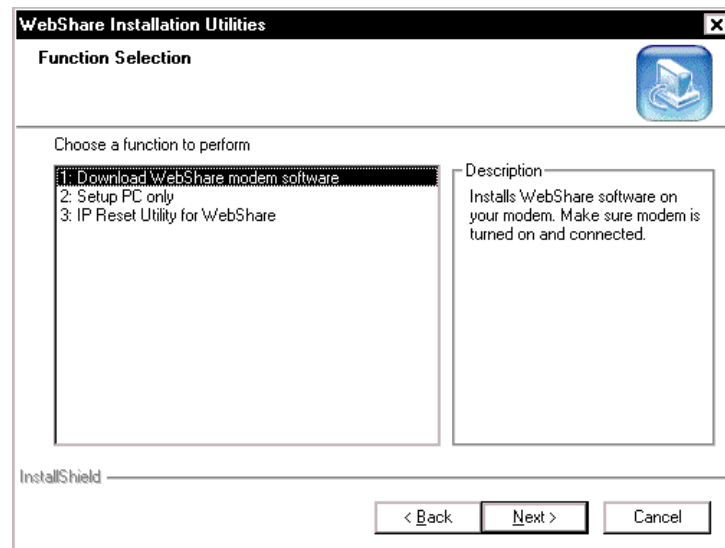 WebShare Installation Utilities
Function Selection
Choose a function to perform
1: Download WebShare modem software
2: Setup PC only
3: IP Reset Utility for WebShare
Description
Installs WebShare software on
your modem. Make sure modem is
turned on and connected.
InstallShield
< Back
Next >
Cancel